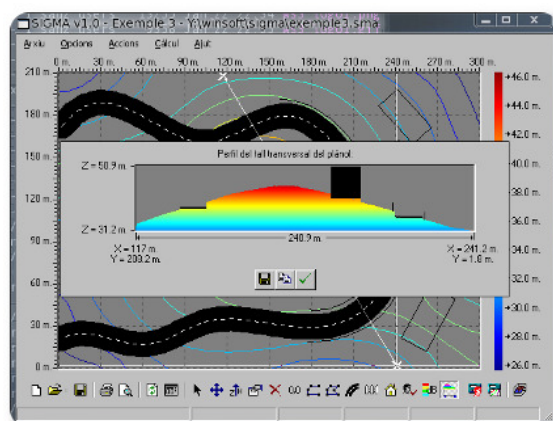 SIGMA v1.0 - Exemple 3 - Y:\winsoft\sigma\exemple3.sma
Arxiu Opcions Accions Càlcul Ajut
0 m. 30 m. 60 m. 90 m. 120 m. 150 m. 180 m. 210 m. 240 m. 270 m. 300 m.
210 m.
180 m.
150 m.
120 m.
90 m.
60 m.
30 m.
0 m.
+46.0 m.
+44.0 m.
+42.0 m.
+40.0 m.
38.0 m.
36.0 m.
34.0 m.
32.0 m.
+30.0 m.
+28.0 m.
+26.0 m.
Perfil del tall transversal del plànol.
Z = 50.9 m.
Z = 31.2 m.
240.9 m.
X = 117 m.
Y = 208.2 m.
X = 241.2 m.
Y = 1.8 m.